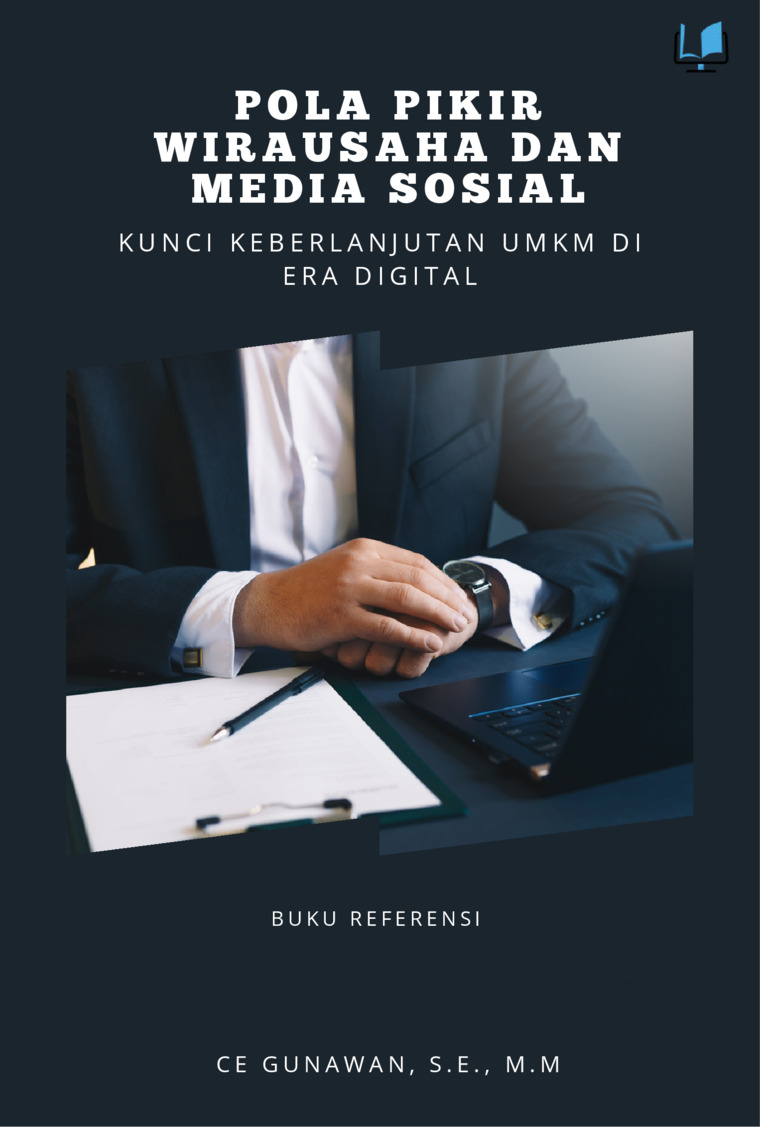 POLA PIKIR
WIRAUSAHA DAN
MEDIA SOSIAL
KUNCI KEBERLANJUTAN UMKM DI
ERA DIGITAL
BUKU REFERENSI
CE GUNAWAN, S.E., M.M